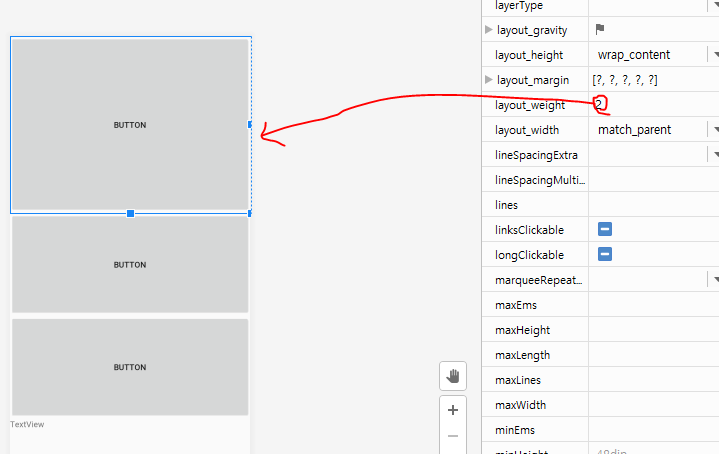 layerType
layout_gravity
layout_height wrap_content
layout_margin [?, ?, ?, ?, ?]
layout_weight 2
layout_width match_parent
lineSpacingExtra
lineSpacingMulti...
lines
linksClickable
longClickable
marqueeRepeat...
maxEms
maxHeight
maxLength
maxLines
maxWidth
minEms
minHeight 48dip
BUTTON
BUTTON
BUTTON
TextView